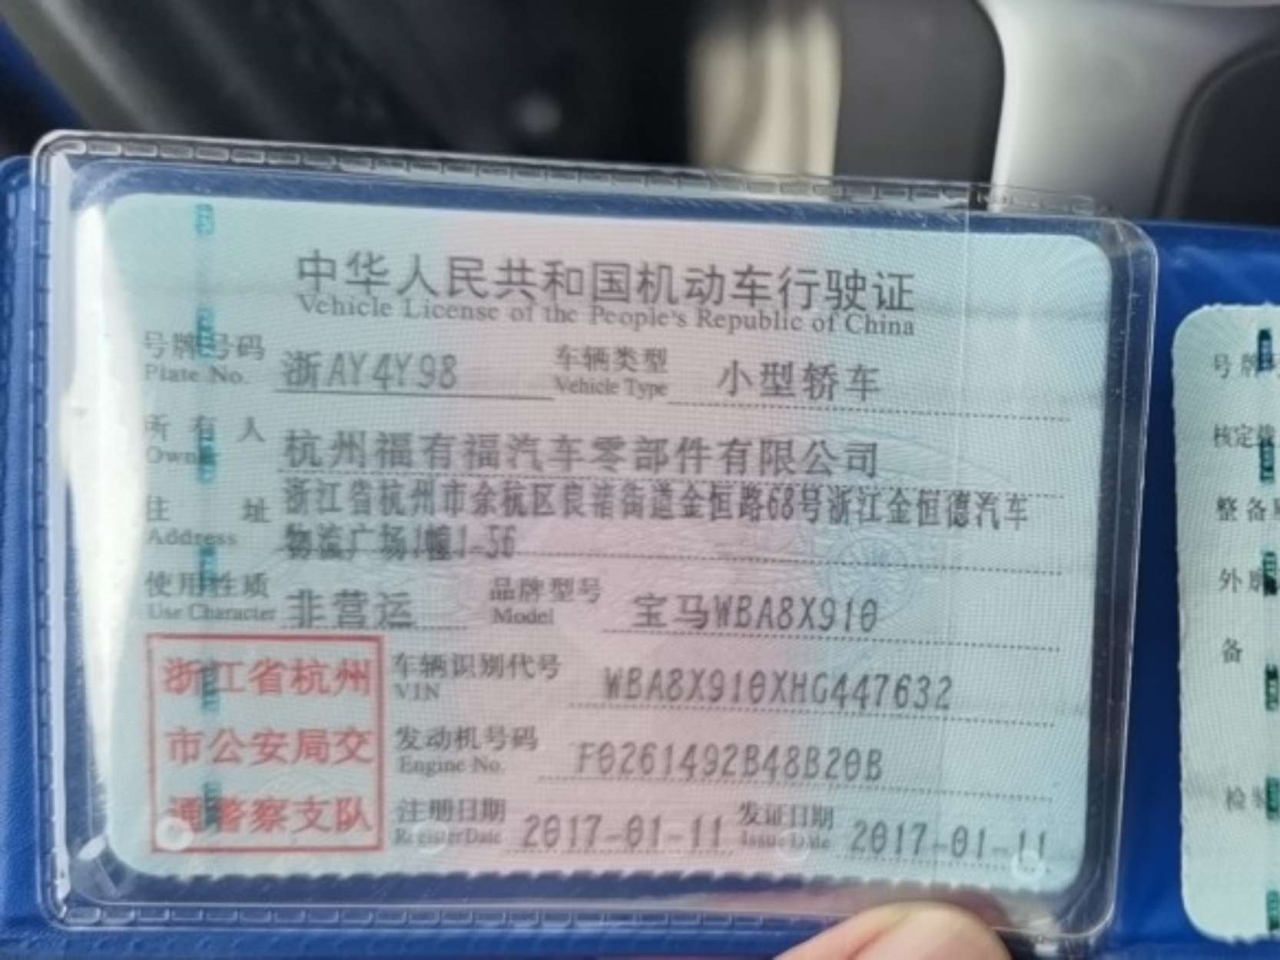 中华人民共和国机动车行驶证
Vehicle License of the People's Republic of China
号牌号码 浙AY4Y98 车辆类型 小型轿车
Plate No. Vehicle Type
所有人 杭州福有福汽车零部件有限公司
Owner
住址 浙江省杭州市余杭区良渚街道金恒路68号浙江金恒德汽车
Address 物流广场1幢1-56
使用性质 非营运 品牌型号 宝马WBA8X910
Use Character Model
浙江省杭州
市公安局交
通警察支队
车辆识别代号 WBA8X910XHG447632
VIN
发动机号码 F0261492B48B20B
Engine No.
注册日期 2017-01-11 发证日期 2017-01-11
Register Date Issue Date
号牌
核定
整备
外
备
检